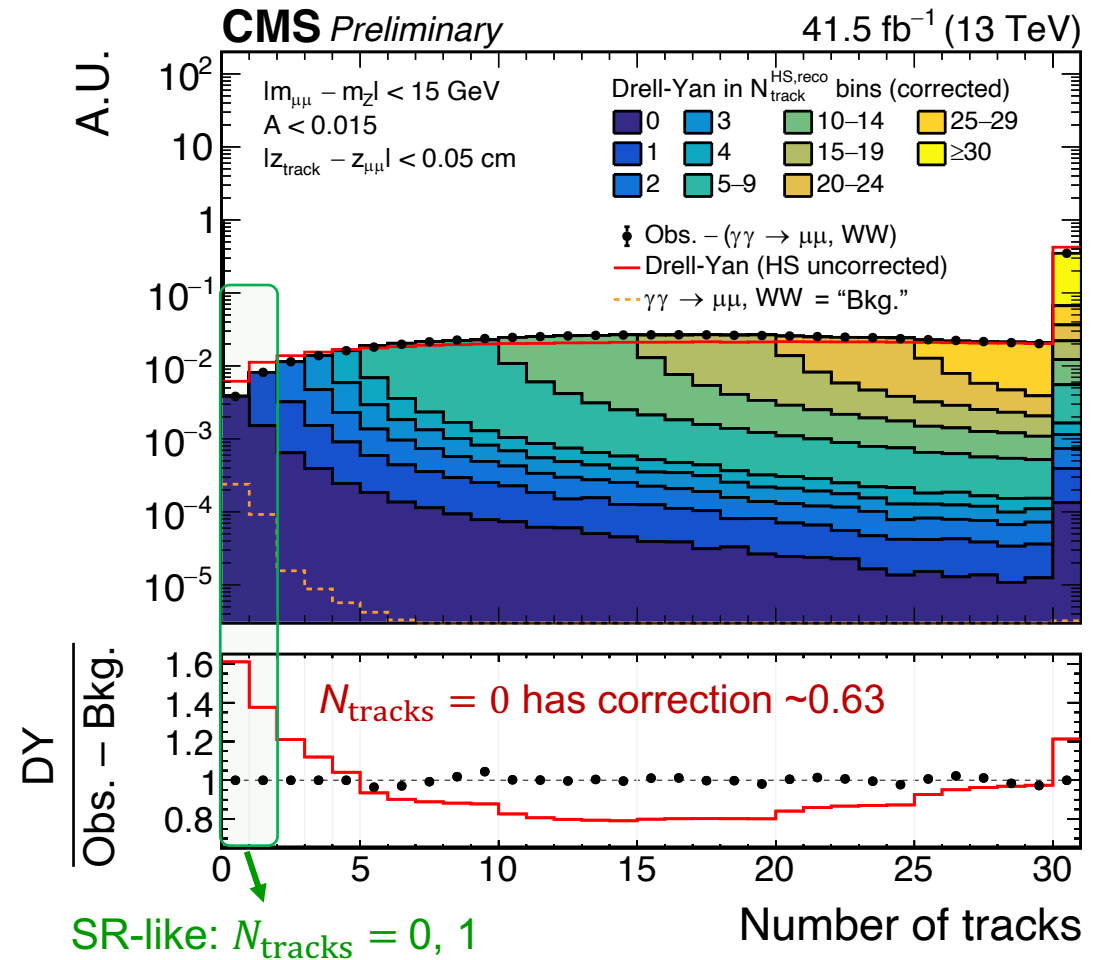 CMS Preliminary 41.5 fb⁻¹ (13 TeV)
A.U.
10²
10
1
10⁻¹
10⁻²
10⁻³
10⁻⁴
10⁻⁵
|m_μμ − m_Z| < 15 GeV
A < 0.015
|z_track − z_μμ| < 0.05 cm
Drell-Yan in N_track^HS,reco bins (corrected)
0 3 10−14 25−29
1 4 15−19 ≥30
2 5−9 20−24
Obs. − (γγ → μμ, WW)
Drell-Yan (HS uncorrected)
γγ → μμ, WW = “Bkg.”
DY
Obs. − Bkg.
1.6
1.4
1.2
1
0.8
N_tracks = 0 has correction ~0.63
0 5 10 15 20 25 30
Number of tracks
SR-like: N_tracks = 0, 1